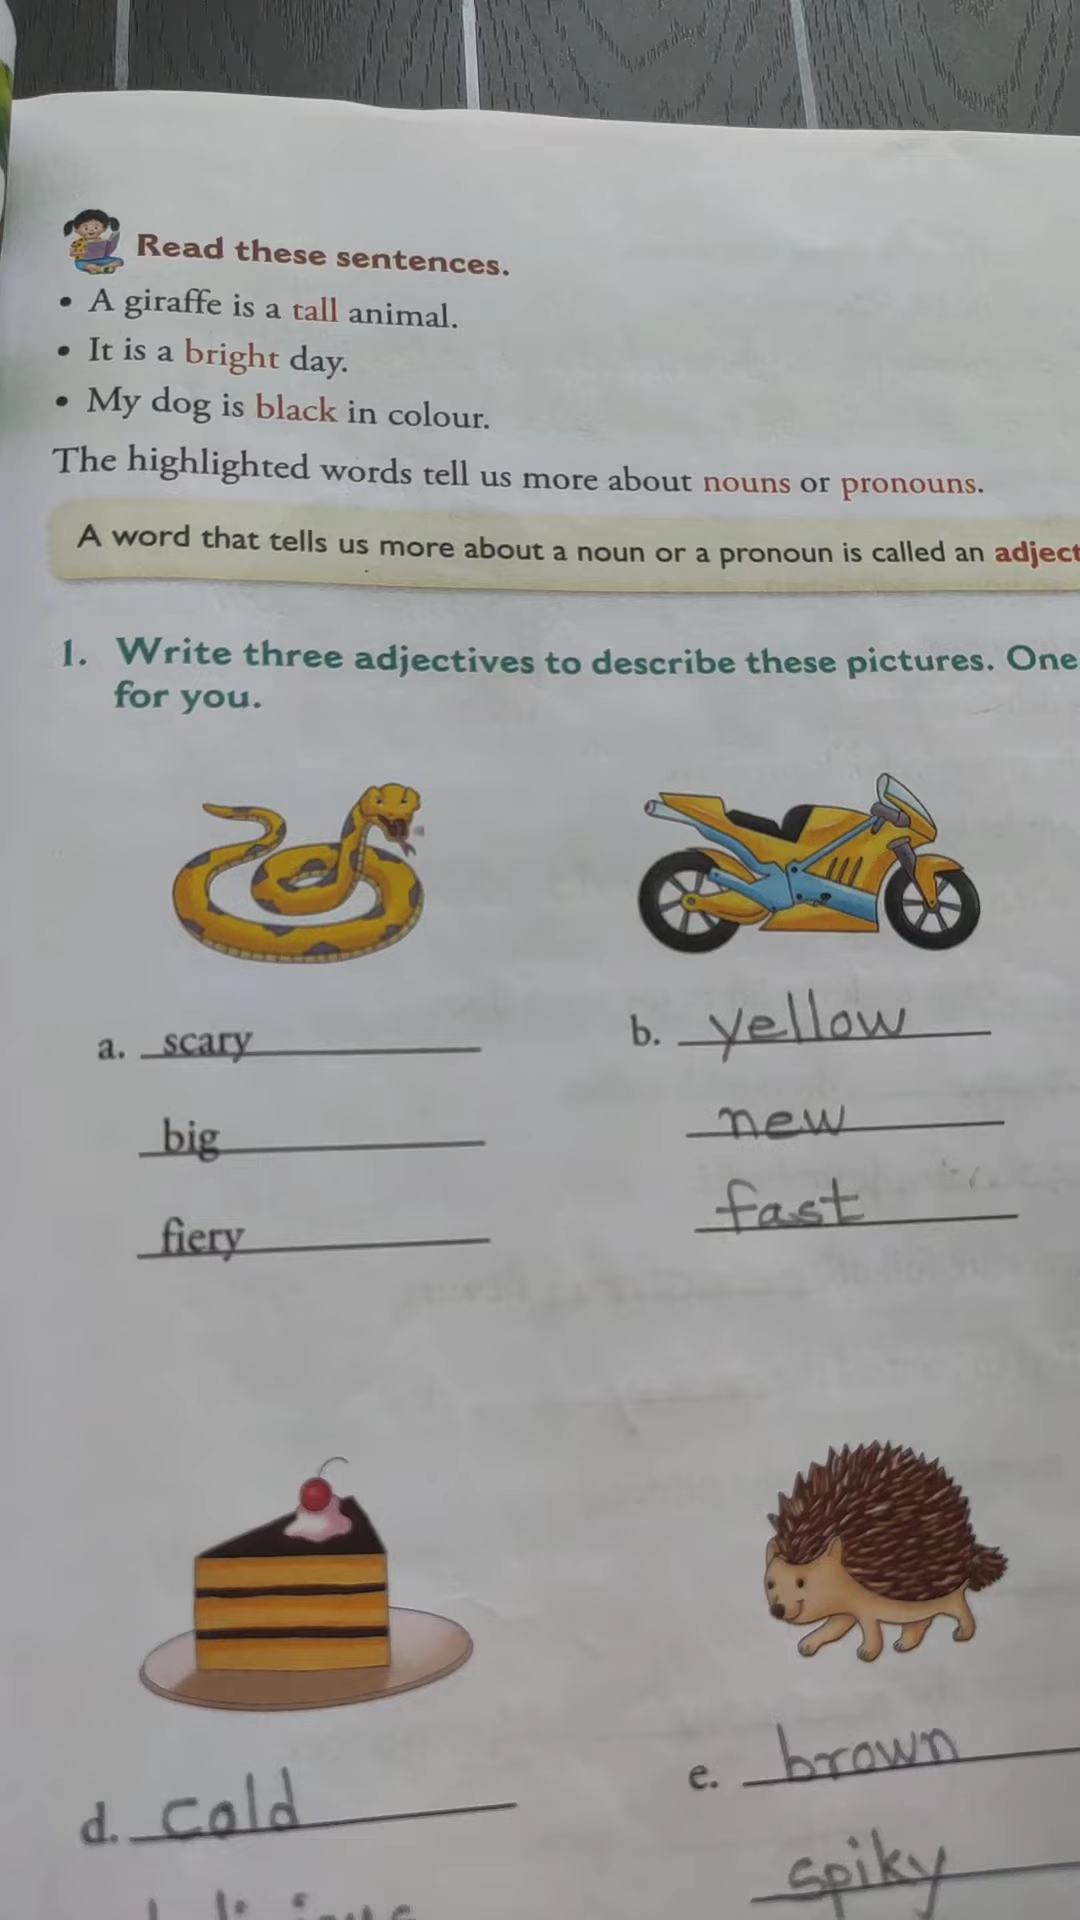 Read these sentences.
• A giraffe is a tall animal.
• It is a bright day.
• My dog is black in colour.
The highlighted words tell us more about nouns or pronouns.
A word that tells us more about a noun or a pronoun is called an adject
1. Write three adjectives to describe these pictures. One
for you.
a. scary
big
fiery
b. yellow
new
fast
d. cold
e. brown
spiky